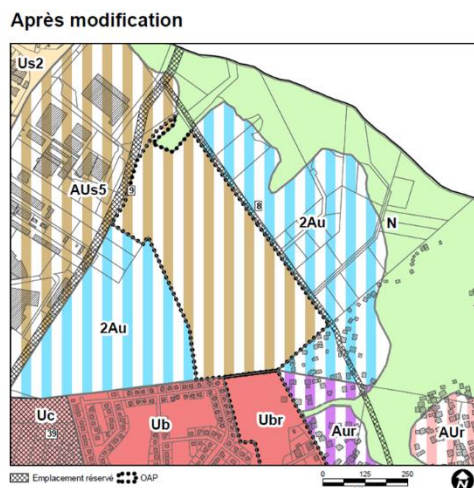 Après modification
Us2
AUs5
9
8
2Au
N
2Au
Uc
39
Ub
Ubr
Aur
AUr
Emplacement réservé OAP
0 125 250